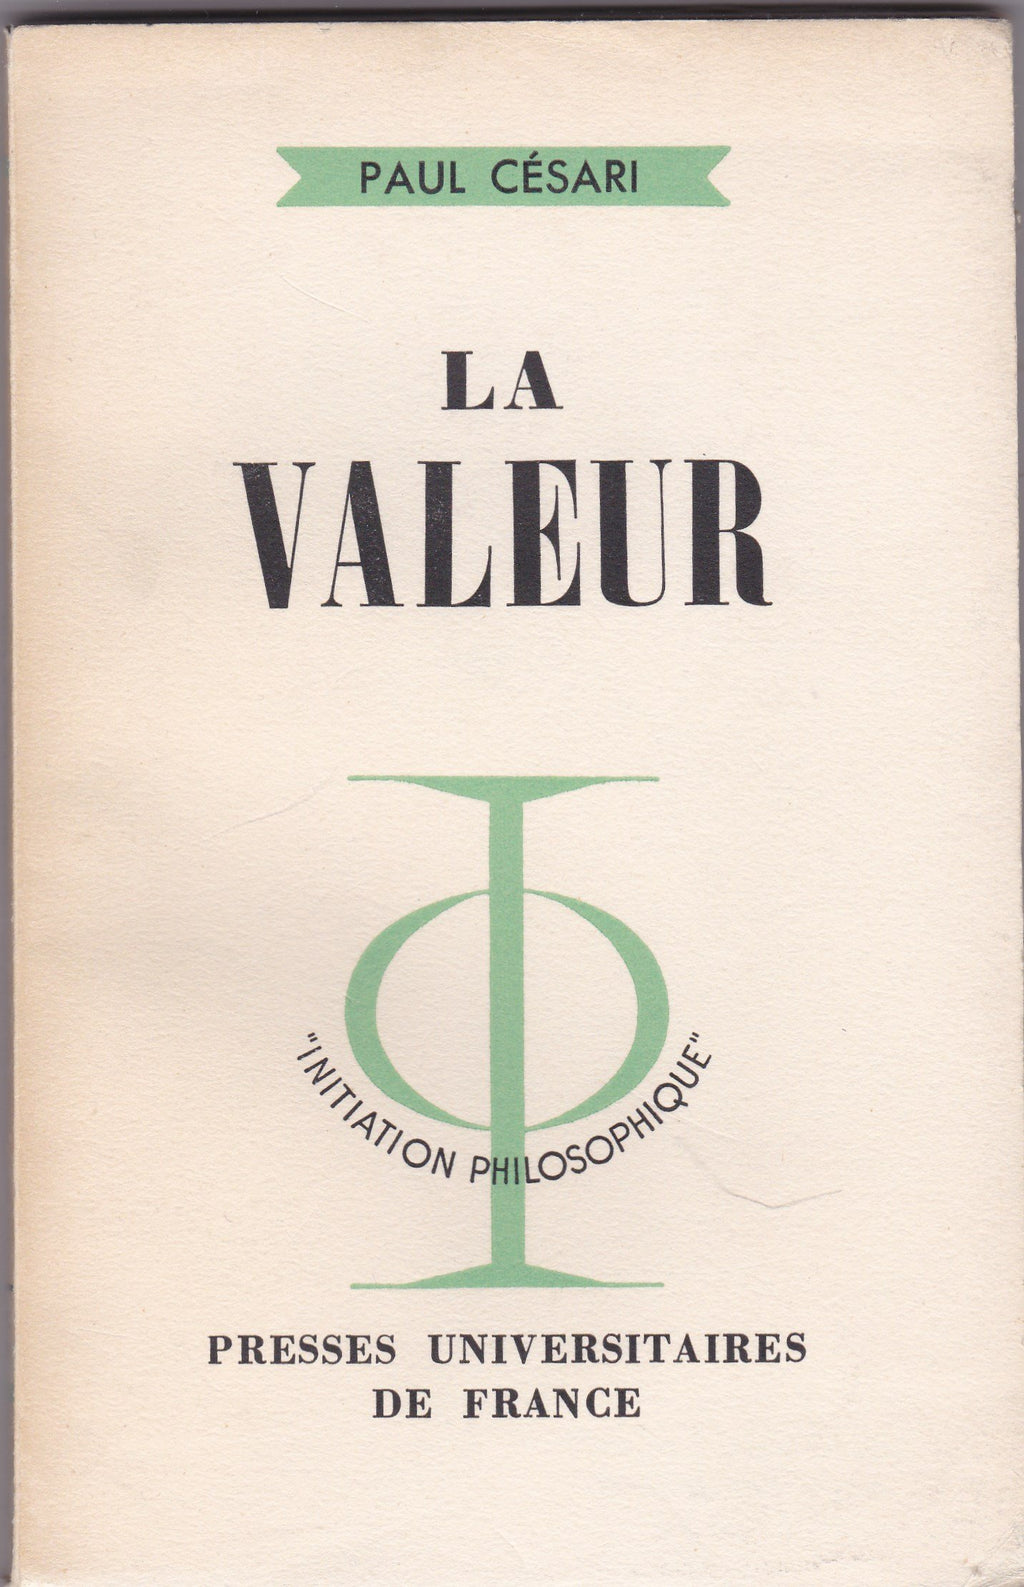 PAUL CÉSARI
LA
VALEUR
"INITIATION PHILOSOPHIQUE"
PRESSES UNIVERSITAIRES
DE FRANCE